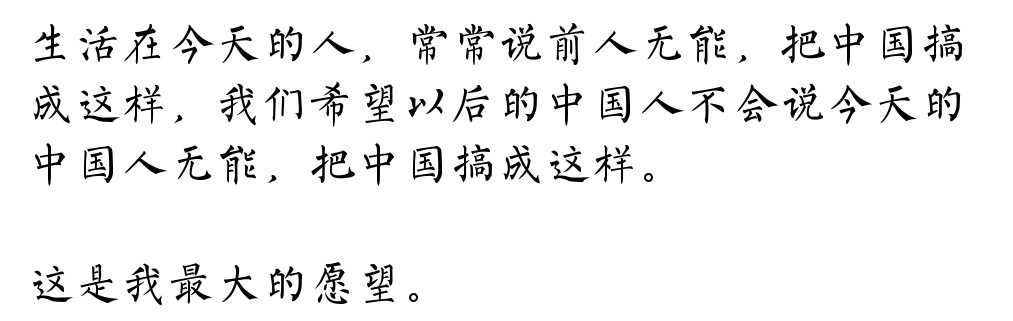 生活在今天的人，常常说前人无能，把中国搞
成这样，我们希望以后的中国人不会说今天的
中国人无能，把中国搞成这样。
这是我最大的愿望。